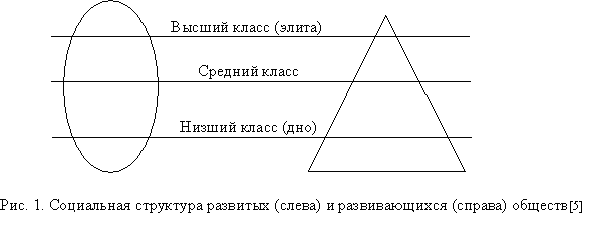 Высший класс (элита)
Средний класс
Низший класс (дно)
Рис. 1. Социальная структура развитых (слева) и развивающихся (справа) обществ[5]